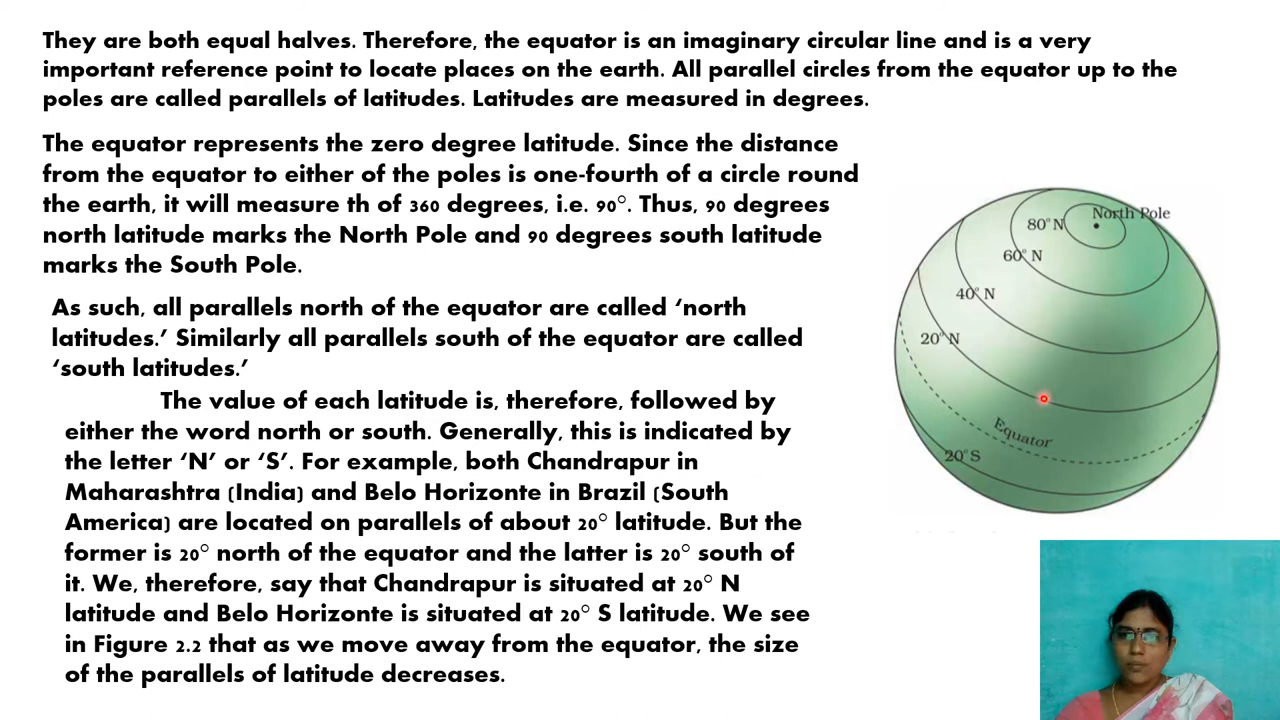 They are both equal halves. Therefore, the equator is an imaginary circular line and is a very
important reference point to locate places on the earth. All parallel circles from the equator up to the
poles are called parallels of latitudes. Latitudes are measured in degrees.
The equator represents the zero degree latitude. Since the distance
from the equator to either of the poles is one-fourth of a circle round
the earth, it will measure th of 360 degrees, i.e. 90°. Thus, 90 degrees
north latitude marks the North Pole and 90 degrees south latitude
marks the South Pole.
As such, all parallels north of the equator are called ‘north
latitudes.’ Similarly all parallels south of the equator are called
‘south latitudes.’
The value of each latitude is, therefore, followed by
either the word north or south. Generally, this is indicated by
the letter ‘N’ or ‘S’. For example, both Chandrapur in
Maharashtra (India) and Belo Horizonte in Brazil (South
America) are located on parallels of about 20° latitude. But the
former is 20° north of the equator and the latter is 20° south of
it. We, therefore, say that Chandrapur is situated at 20° N
latitude and Belo Horizonte is situated at 20° S latitude. We see
in Figure 2.2 that as we move away from the equator, the size
of the parallels of latitude decreases.
North Pole
80° N
60° N
40° N
20° N
Equator
20° S